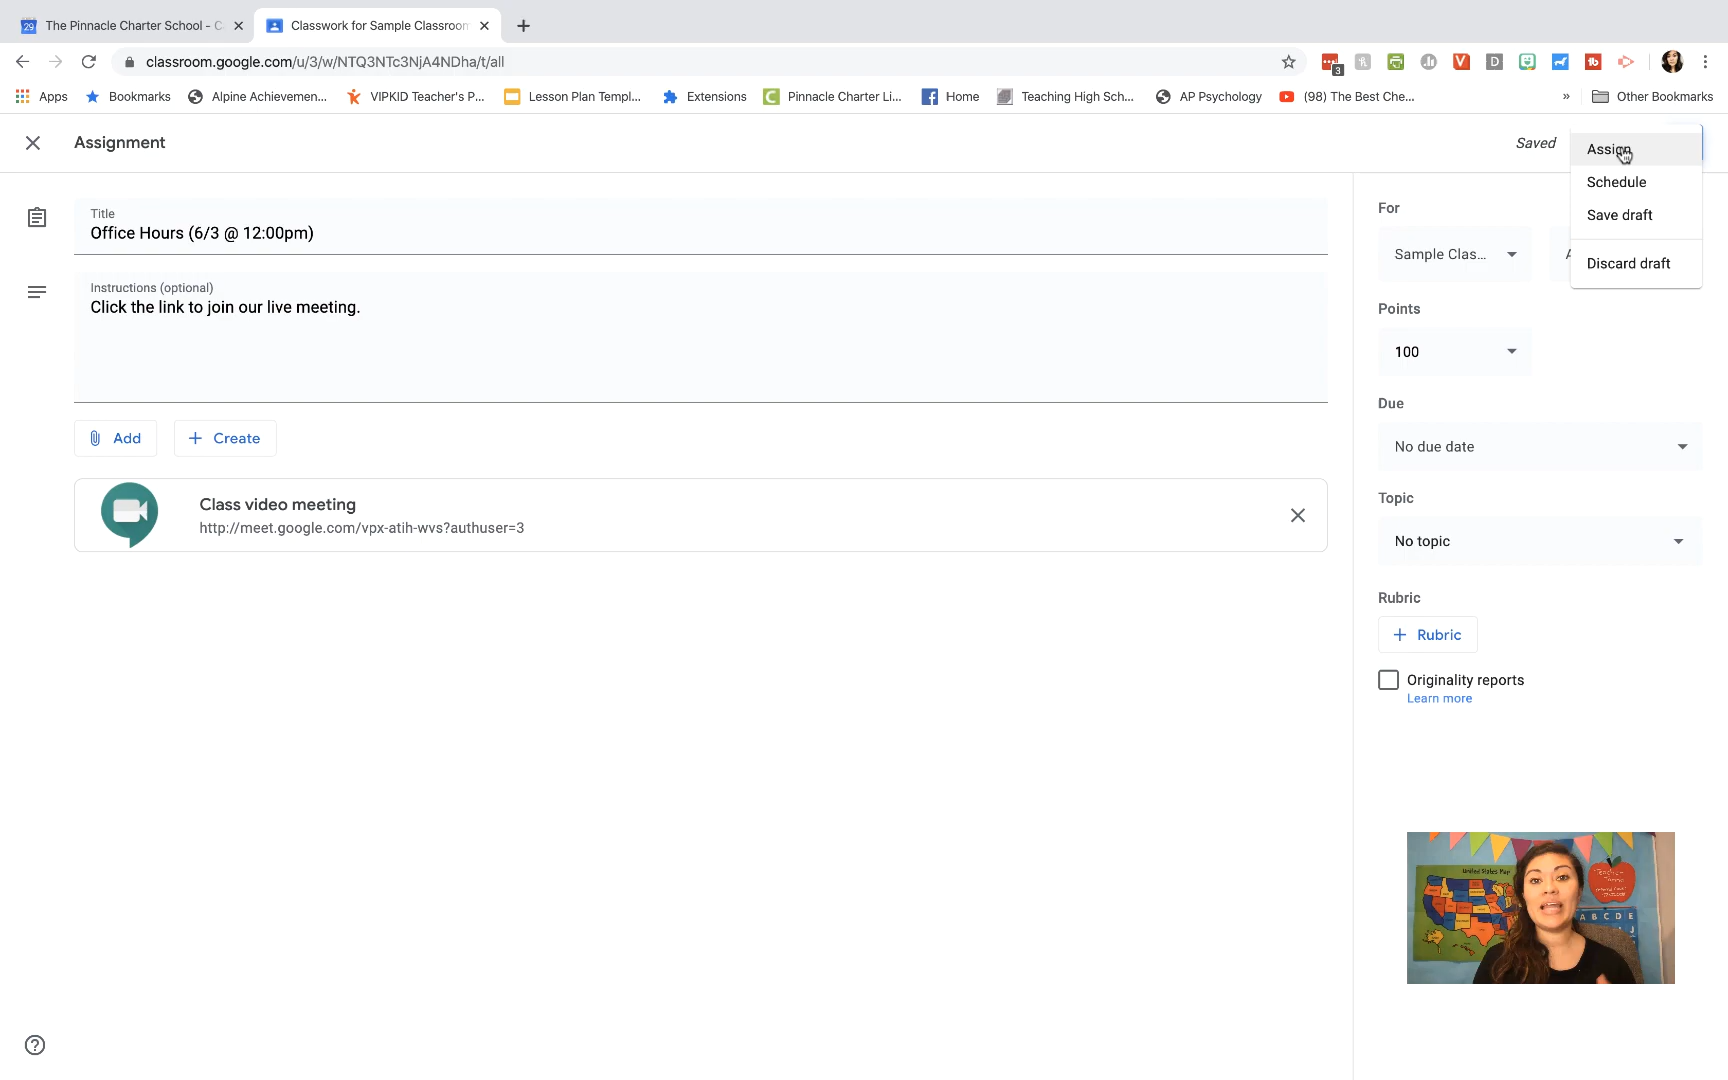 29 The Pinnacle Charter School - C
Classwork for Sample Classroom
classroom.google.com/u/3/w/NTQ3NTc3NjA4NDha/t/all
3
Apps
Bookmarks
Alpine Achievemen...
VIPKID Teacher's P...
Lesson Plan Templ...
Extensions
Pinnacle Charter Li...
Home
Teaching High Sch...
AP Psychology
(98) The Best Che...
»
Other Bookmarks
Assignment
Saved
Assign
Schedule
Save draft
Discard draft
Title
Office Hours (6/3 @ 12:00pm)
Instructions (optional)
Click the link to join our live meeting.
Add
Create
Class video meeting
http://meet.google.com/vpx-atih-wvs?authuser=3
For
Sample Clas...
Points
100
Due
No due date
Topic
No topic
Rubric
Rubric
Originality reports
Learn more
United States Map
A B C D E